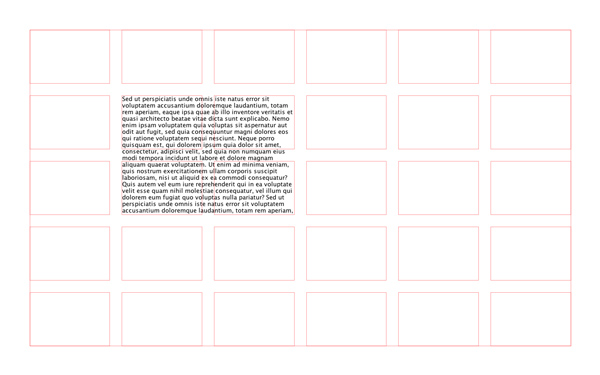 Sed ut perspiciatis unde omnis iste natus error sit
voluptatem accusantium doloremque laudantium, totam
rem aperiam, eaque ipsa quae ab illo inventore veritatis et
quasi architecto beatae vitae dicta sunt explicabo. Nemo
enim ipsam voluptatem quia voluptas sit aspernatur aut
odit aut fugit, sed quia consequuntur magni dolores eos
qui ratione voluptatem sequi nesciunt. Neque porro
quisquam est, qui dolorem ipsum quia dolor sit amet,
consectetur, adipisci velit, sed quia non numquam eius
modi tempora incidunt ut labore et dolore magnam
aliquam quaerat voluptatem. Ut enim ad minima veniam,
quis nostrum exercitationem ullam corporis suscipit
laboriosam, nisi ut aliquid ex ea commodi consequatur?
Quis autem vel eum iure reprehenderit qui in ea voluptate
velit esse quam nihil molestiae consequatur, vel illum qui
dolorem eum fugiat quo voluptas nulla pariatur? Sed ut
perspiciatis unde omnis iste natus error sit voluptatem
accusantium doloremque laudantium, totam rem aperiam,